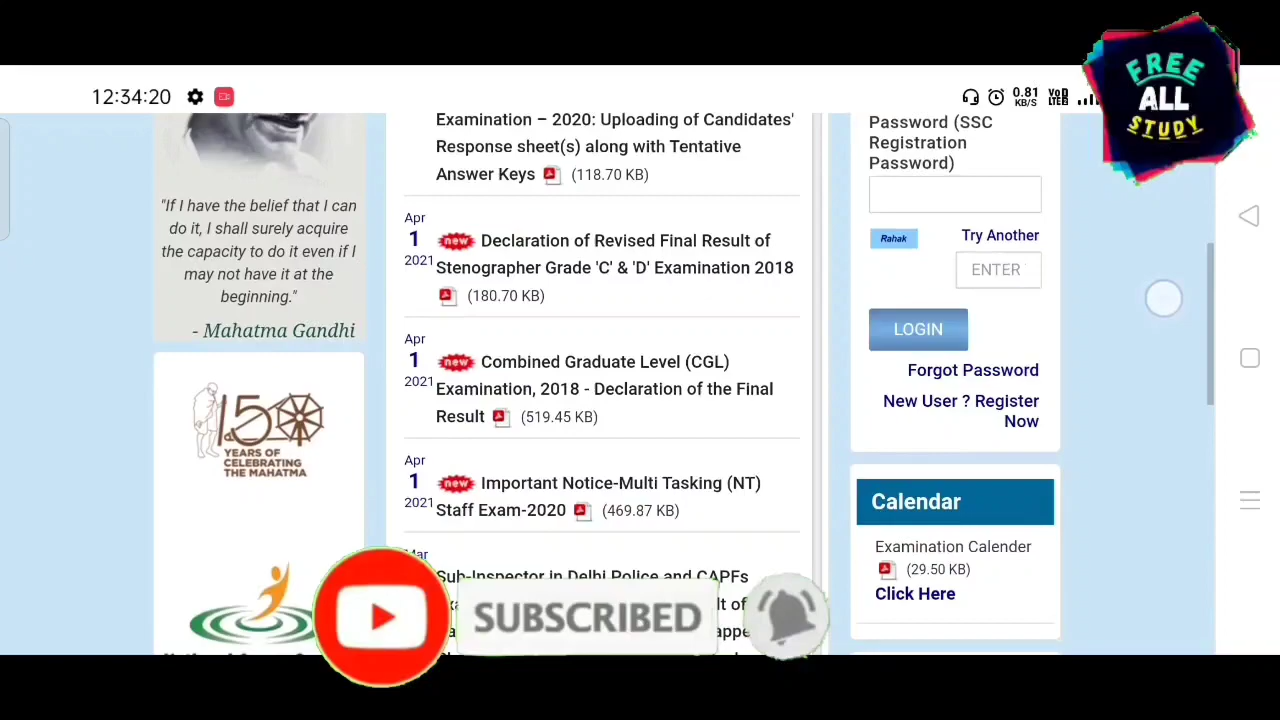 12:34:20
0.81
KB/S
VoD
LTE
FREE
ALL
STUDY
"If I have the belief that I can
do it, I shall surely acquire
the capacity to do it even if I
may not have it at the
beginning."
- Mahatma Gandhi
150
YEARS OF
CELEBRATING
THE MAHATMA
Examination – 2020: Uploading of Candidates'
Response sheet(s) along with Tentative
Answer Keys (118.70 KB)
Apr
1
2021
new Declaration of Revised Final Result of
Stenographer Grade 'C' & 'D' Examination 2018
(180.70 KB)
Apr
1
2021
new Combined Graduate Level (CGL)
Examination, 2018 - Declaration of the Final
Result (519.45 KB)
Apr
1
2021
new Important Notice-Multi Tasking (NT)
Staff Exam-2020 (469.87 KB)
Mar
Sub-Inspector in Delhi Police and CAPFs
SUBSCRIBED
Password (SSC
Registration
Password)
Rahak
Try Another
ENTER
LOGIN
Forgot Password
New User ? Register
Now
Calendar
Examination Calender
(29.50 KB)
Click Here